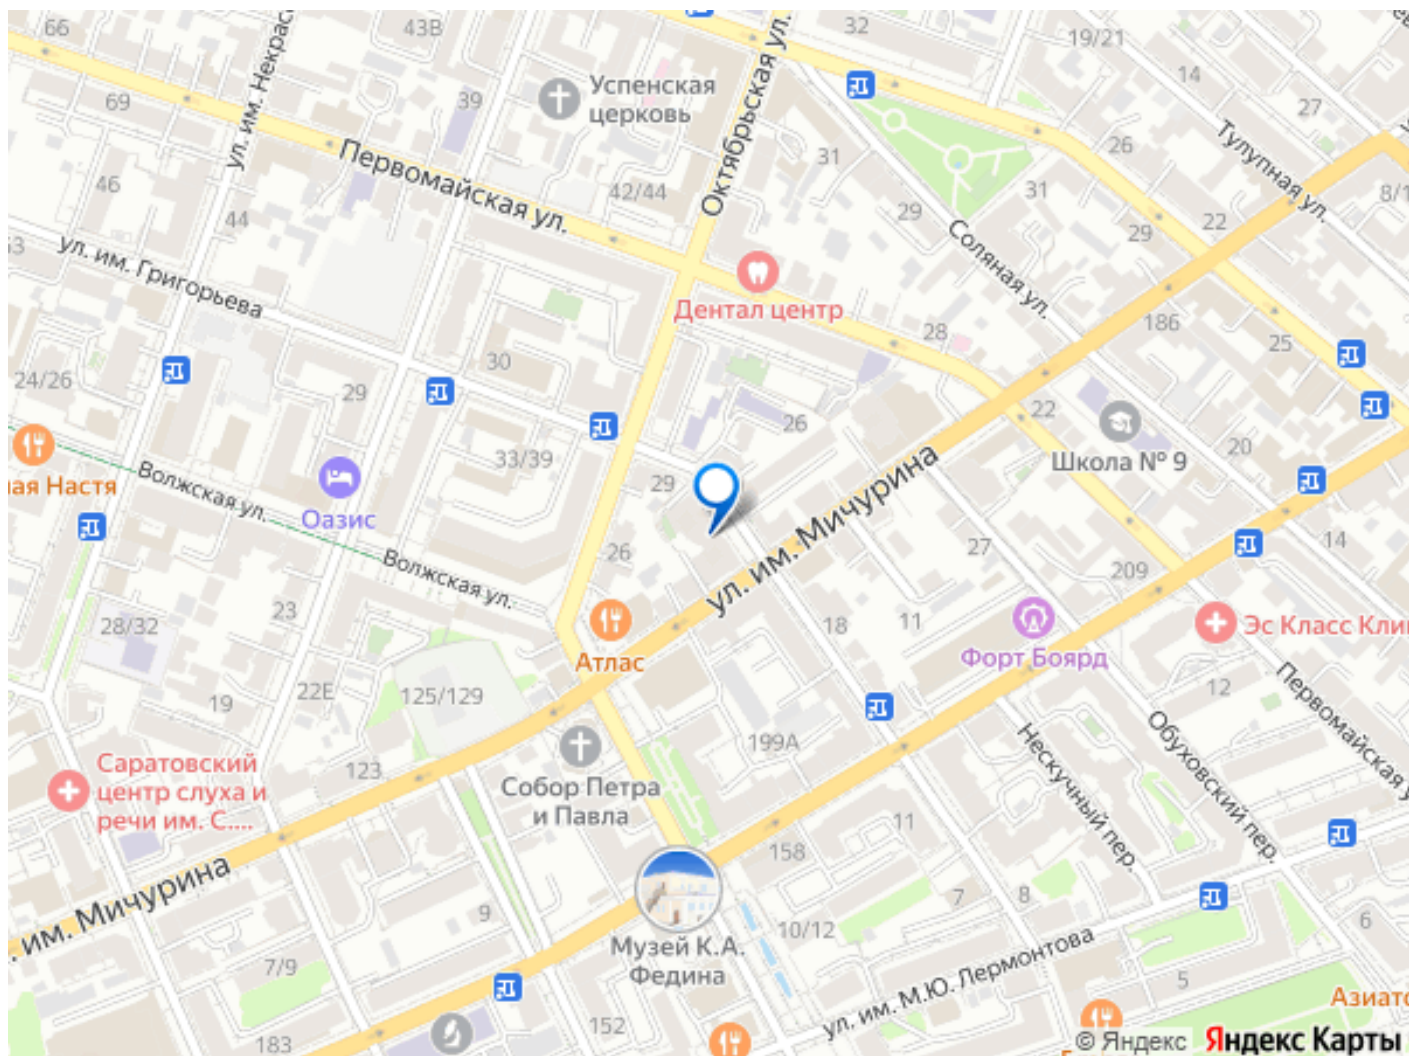 66
43В
32
19/21
14
27
69
39
Успенская
церковь
ул. им. Некрас
Октябрьская ул.
31
26
Тулупная ул.
46
44
Первомайская ул.
42/44
29
31
22
29
8/1
53
ул. им. Григорьева
Соляная ул.
Дентал центр
28
186
25
24/26
29
30
26
22
20
Школа № 9
ная Настя
Волжская ул.
Оазис
33/39
29
ул. им. Мичурина
27
14
Волжская ул.
26
209
28/32
23
18
11
Эс Класс Кли
Атлас
Форт Боярд
19
22Е
125/129
12
Первомайская у
199А
Нескучный пер.
Обуховский пер.
123
Саратовский
центр слуха и
речи им. С....
Собор Петра
и Павла
158
11
. им. Мичурина
9
7
8
6
10/12
Музей К.А.
Федина
7/9
ул. им. М.Ю. Лермонтова
5
Азиатс
152
183
© Яндекс Яндекс Карты